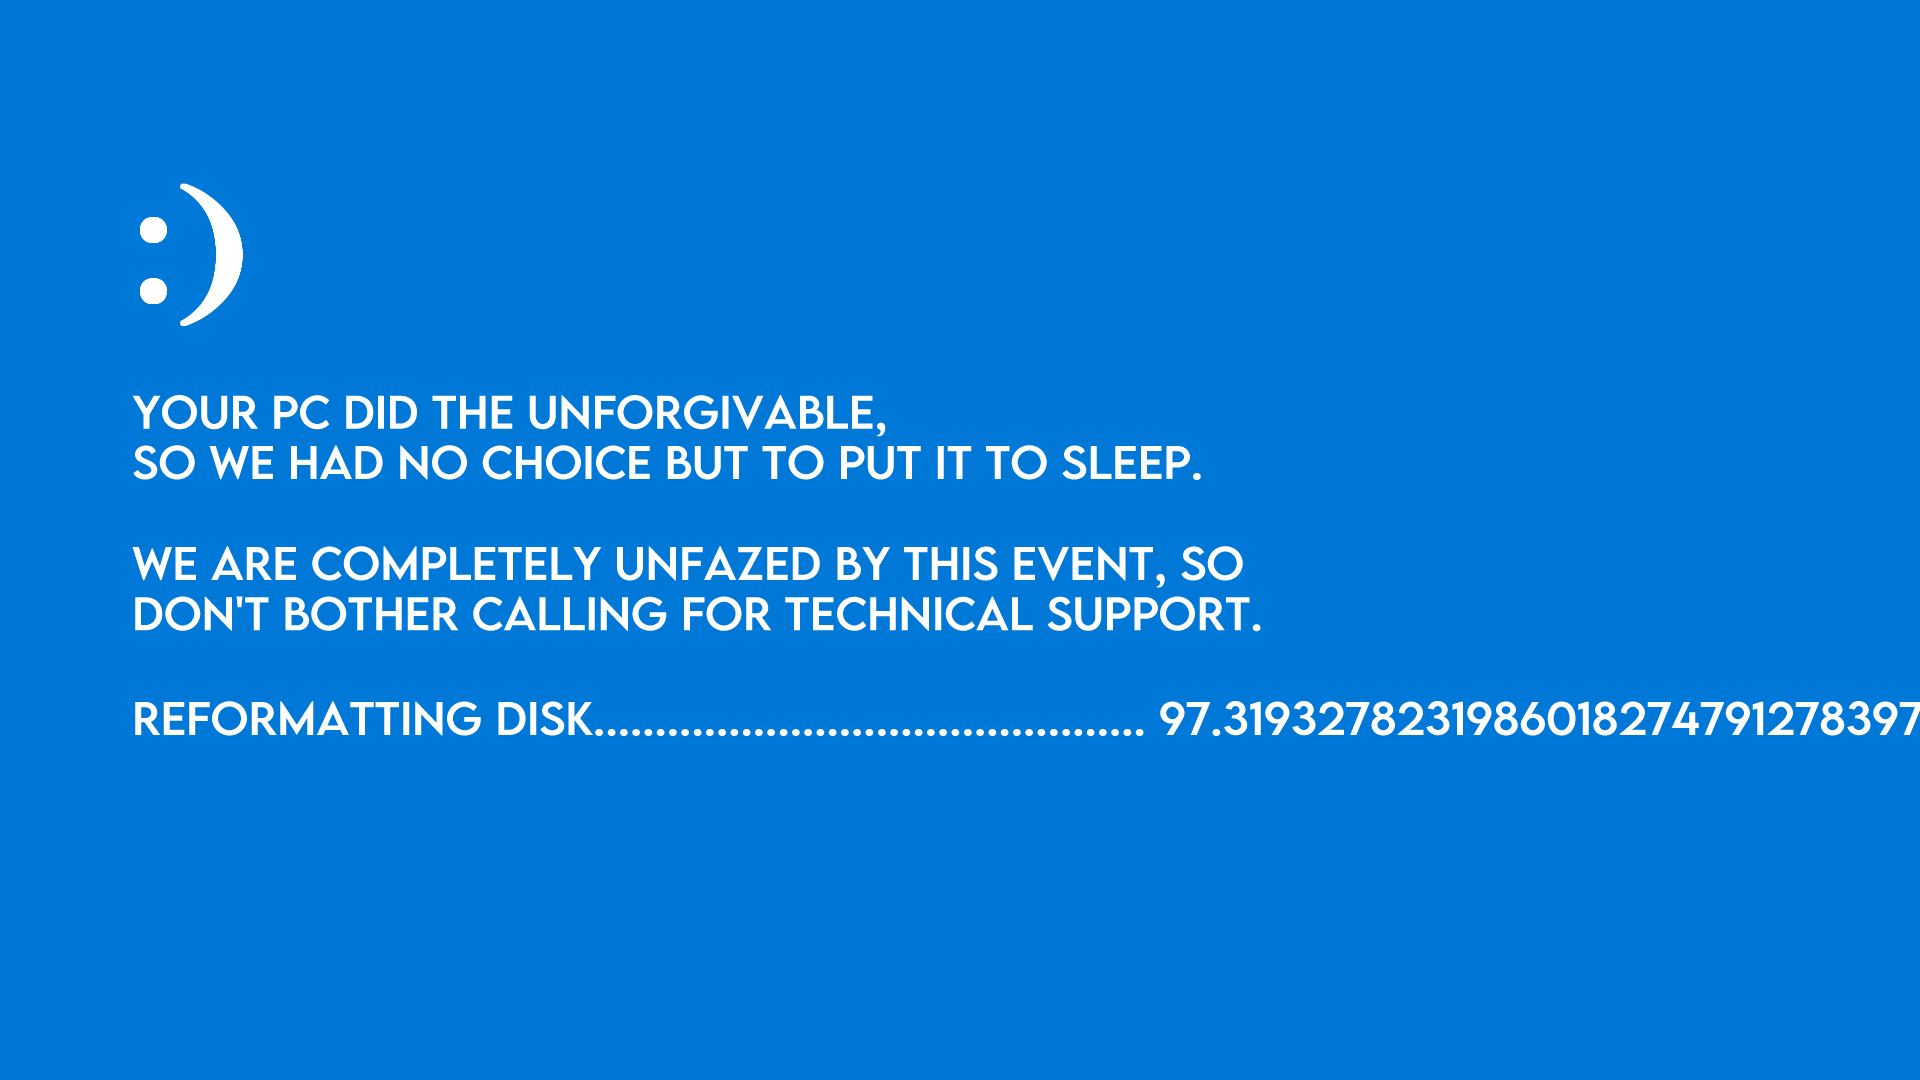 :)
YOUR PC DID THE UNFORGIVABLE,
SO WE HAD NO CHOICE BUT TO PUT IT TO SLEEP.
WE ARE COMPLETELY UNFAZED BY THIS EVENT, SO
DON'T BOTHER CALLING FOR TECHNICAL SUPPORT.
REFORMATTING DISK............................................. 97.3193278231986018274791278397